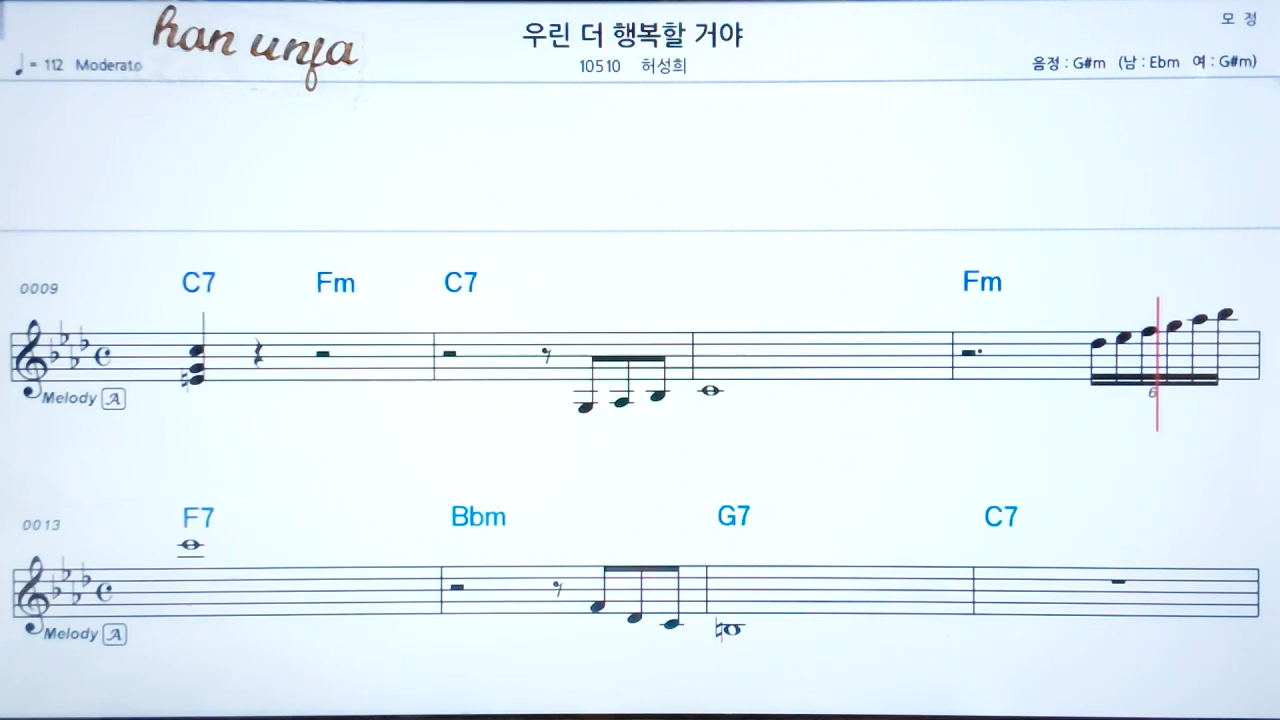 han unfa
우린 더 행복할 거야
모 정
♩= 112 Moderato
10510 허성희
음정 : G#m (남 : Ebm 여 : G#m)
C7 Fm C7 Fm
0009
Melody A
6
F7 Bbm G7 C7
0013
Melody A